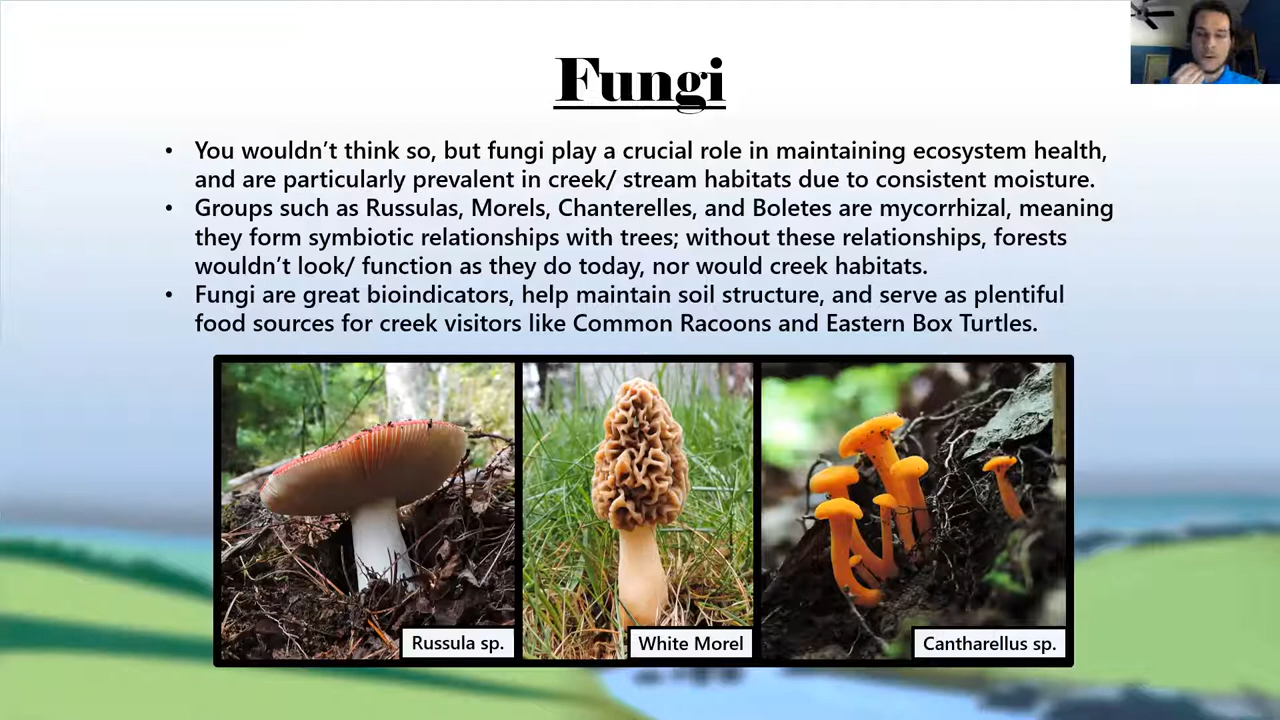 Fungi
• You wouldn't think so, but fungi play a crucial role in maintaining ecosystem health,
and are particularly prevalent in creek/ stream habitats due to consistent moisture.
• Groups such as Russulas, Morels, Chanterelles, and Boletes are mycorrhizal, meaning
they form symbiotic relationships with trees; without these relationships, forests
wouldn't look/ function as they do today, nor would creek habitats.
• Fungi are great bioindicators, help maintain soil structure, and serve as plentiful
food sources for creek visitors like Common Racoons and Eastern Box Turtles.
Russula sp.
White Morel
Cantharellus sp.